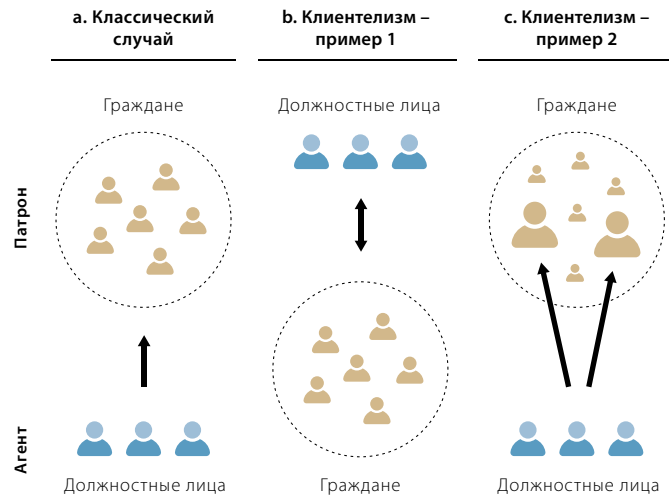 а. Классический
случай
b. Клиентелизм –
пример 1
c. Клиентелизм –
пример 2
Граждане
Должностные лица
Граждане
Патрон
Агент
Должностные лица
Граждане
Должностные лица